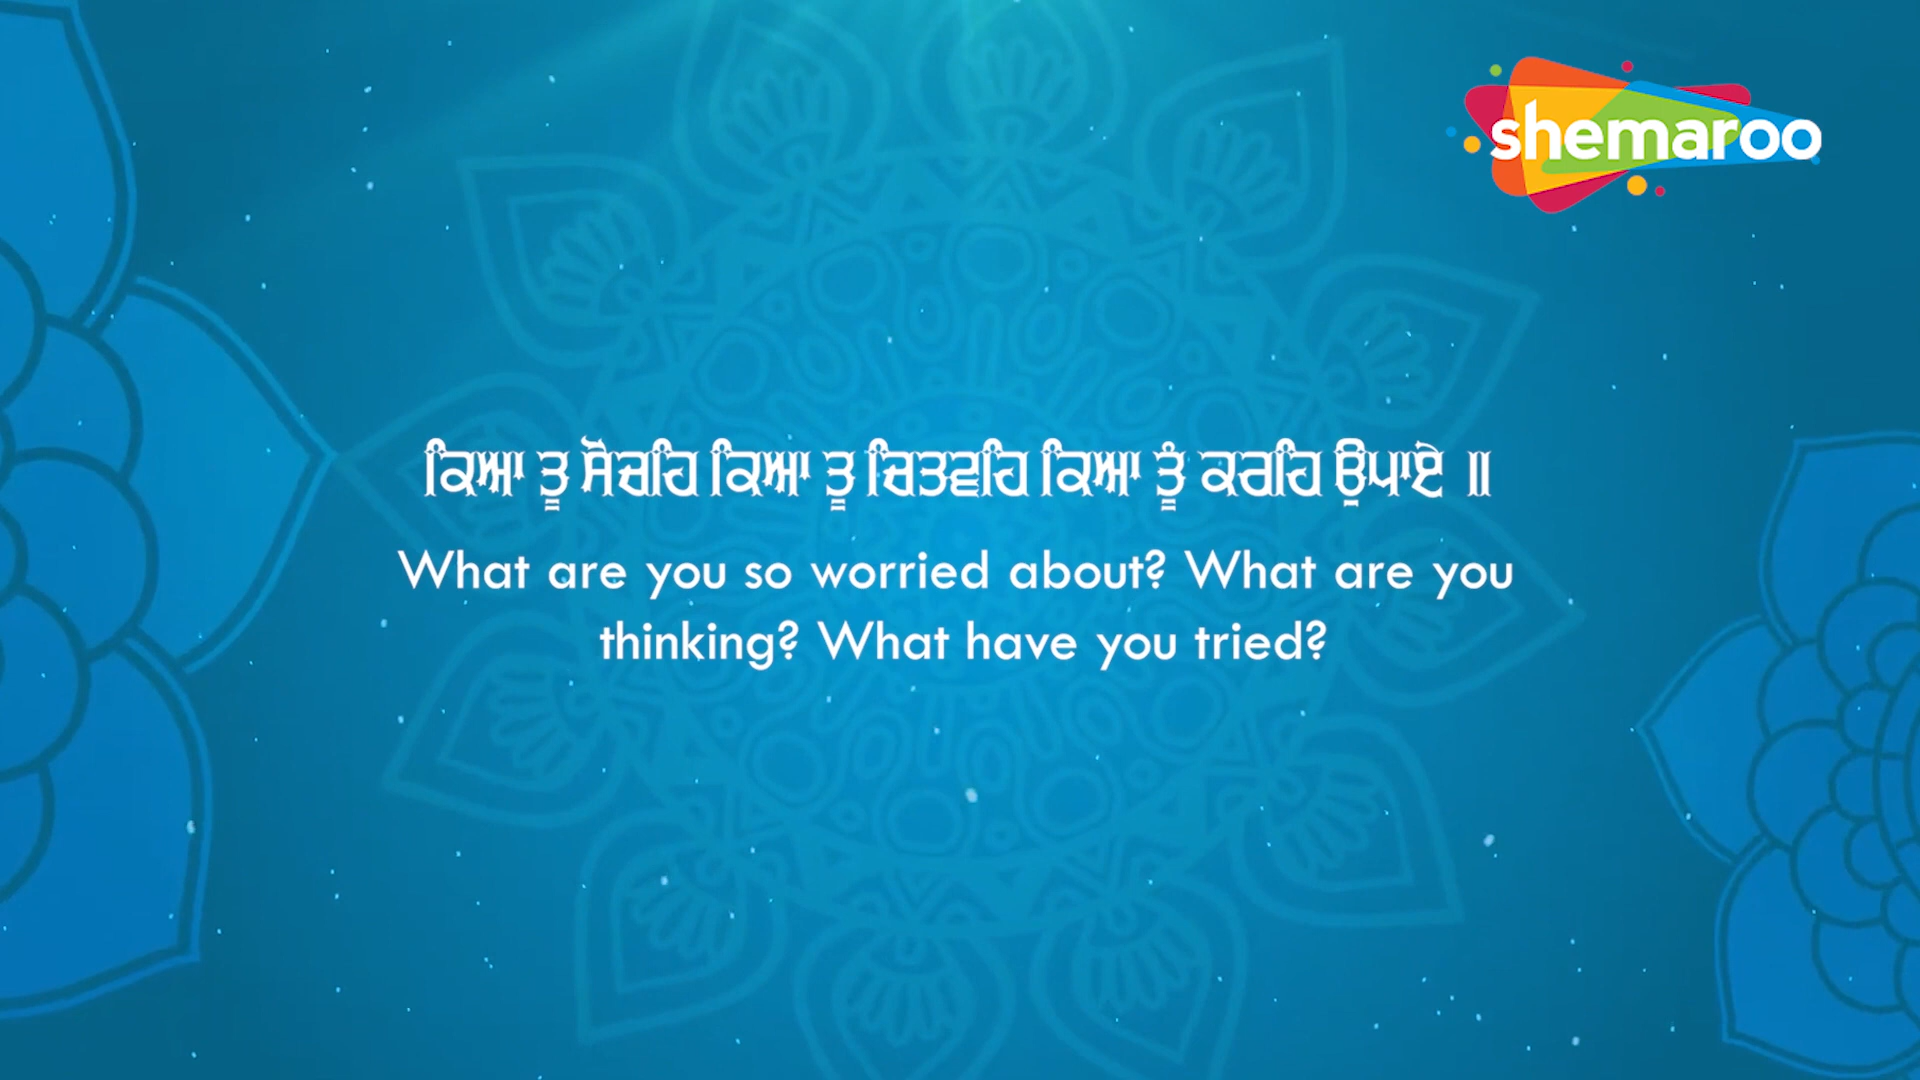 shemaroo
ਕਿਆ ਤੂ ਸੋਚਹਿ ਕਿਆ ਤੂ ਚਿਤਵਹਿ ਕਿਆ ਤੂੰ ਕਰਹਿ ਉਪਾਏ ॥
What are you so worried about? What are you
thinking? What have you tried?